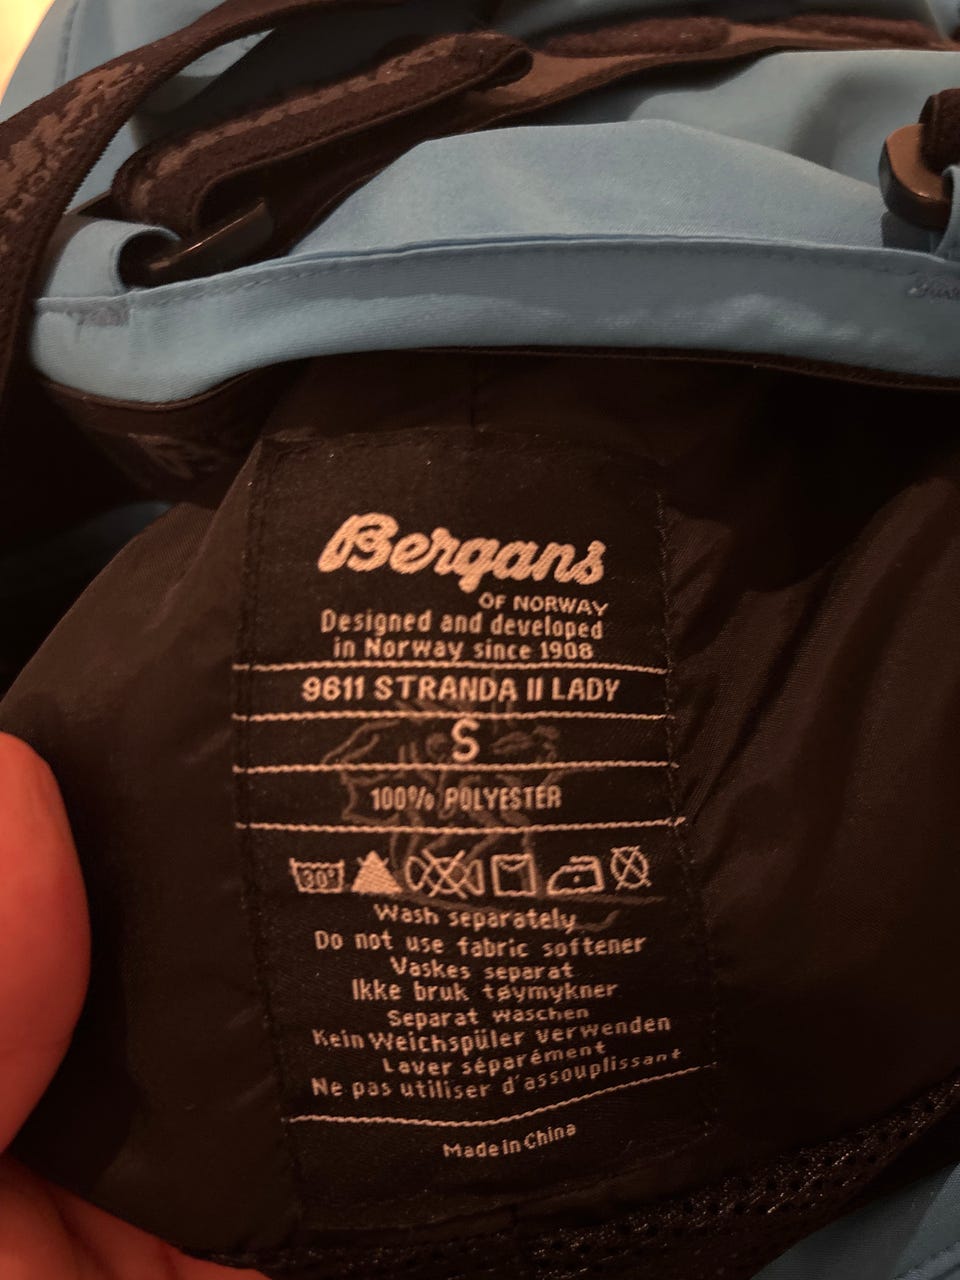 Bergans
OF NORWAY
Designed and developed
in Norway since 1908
9611 STRANDA II LADY
S
100% POLYESTER
30°
Wash separately
Do not use fabric softener
Vaskes separat
Ikke bruk tøymykner
Separat waschen
Kein Weichspüler verwenden
Laver séparément
Ne pas utiliser d'assouplissant
Made in China